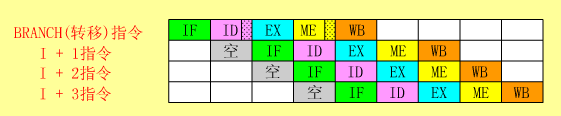 BRANCH(转移)指令 IF ID EX ME WB
I + 1指令 空 IF ID EX ME WB
I + 2指令 空 IF ID EX ME WB
I + 3指令 空 IF ID EX ME WB